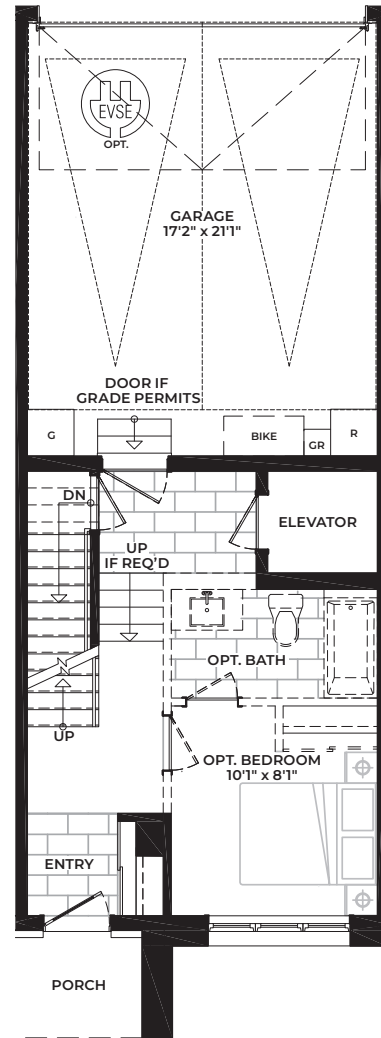 EVSE
OPT.
GARAGE
17'2" x 21'1"
DOOR IF
GRADE PERMITS
G
BIKE
GR
R
DN
ELEVATOR
UP
IF REQ'D
OPT. BATH
N
UP
OPT. BEDROOM
10'1" x 8'1"
ENTRY
PORCH